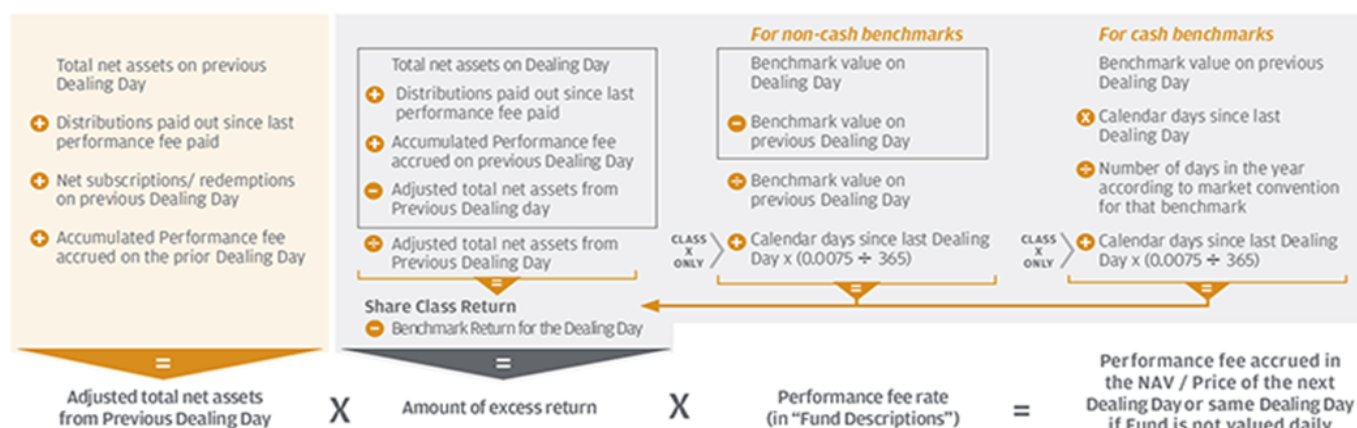 Total net assets on previous
Dealing Day
+ Distributions paid out since last
performance fee paid
+ Net subscriptions/ redemptions
on previous Dealing Day
+ Accumulated Performance fee
accrued on the prior Dealing Day
=
Adjusted total net assets
from Previous Dealing Day
X
Total net assets on Dealing Day
+ Distributions paid out since last
performance fee paid
+ Accumulated Performance fee
accrued on previous Dealing Day
− Adjusted total net assets from
Previous Dealing day
÷ Adjusted total net assets from
Previous Dealing Day
=
Share Class Return
− Benchmark Return for the Dealing Day
=
Amount of excess return
X
For non-cash benchmarks
Benchmark value on
Dealing Day
− Benchmark value on
previous Dealing Day
÷ Benchmark value on
previous Dealing Day
CLASS
X
ONLY
+ Calendar days since last Dealing
Day x (0.0075 ÷ 365)
=
Performance fee rate
(in “Fund Descriptions”)
=
For cash benchmarks
Benchmark value on previous
Dealing Day
x Calendar days since last
Dealing Day
÷ Number of days in the year
according to market convention
for that benchmark
CLASS
X
ONLY
+ Calendar days since last Dealing
Day x (0.0075 ÷ 365)
=
Performance fee accrued in
the NAV / Price of the next
Dealing Day or same Dealing Day
if Fund is not valued daily